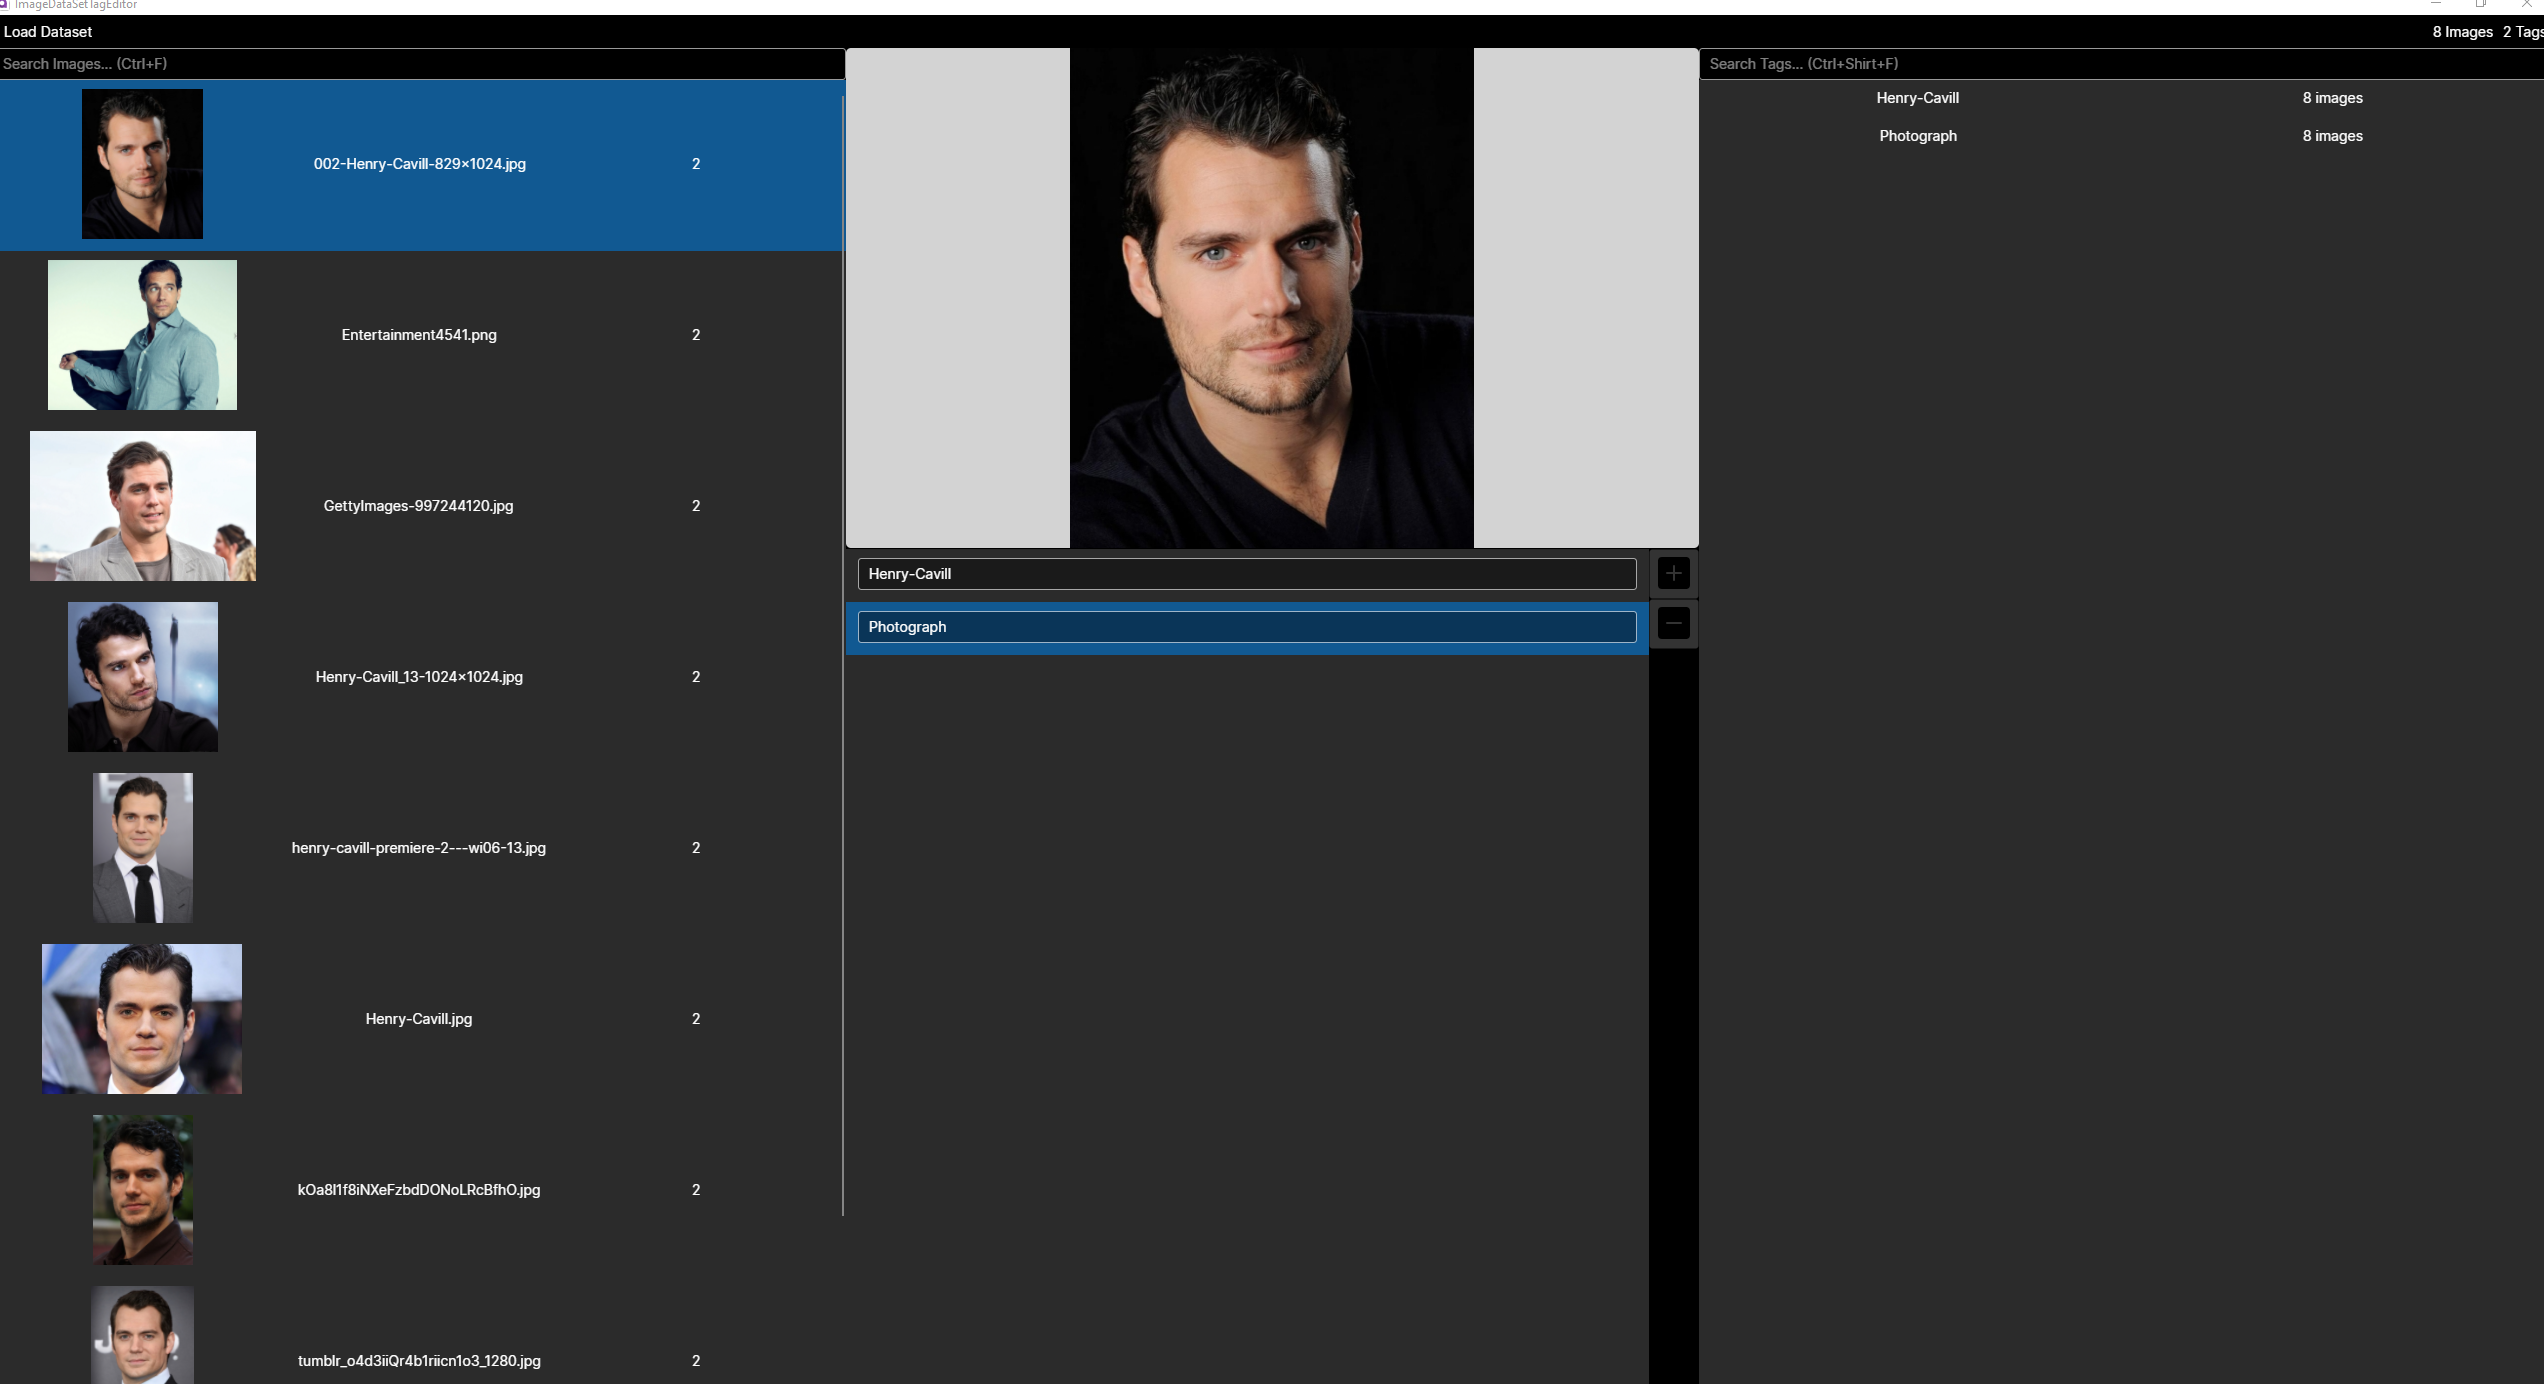 ImageDataSetTagEditor
Load Dataset
8 Images 2 Tags
Search Images... (Ctrl+F)
Search Tags... (Ctrl+Shirt+F)
Henry-Cavill 8 images
Photograph 8 images
002-Henry-Cavill-829×1024.jpg 2
Entertainment4541.png 2
GettyImages-997244120.jpg 2
Henry-Cavill_13-1024×1024.jpg 2
henry-cavill-premiere-2---wi06-13.jpg 2
Henry-Cavill.jpg 2
kOa8l1f8iNXeFzbdDONoLRcBfhO.jpg 2
tumblr_o4d3iiQr4b1riicn1o3_1280.jpg 2
Henry-Cavill
Photograph